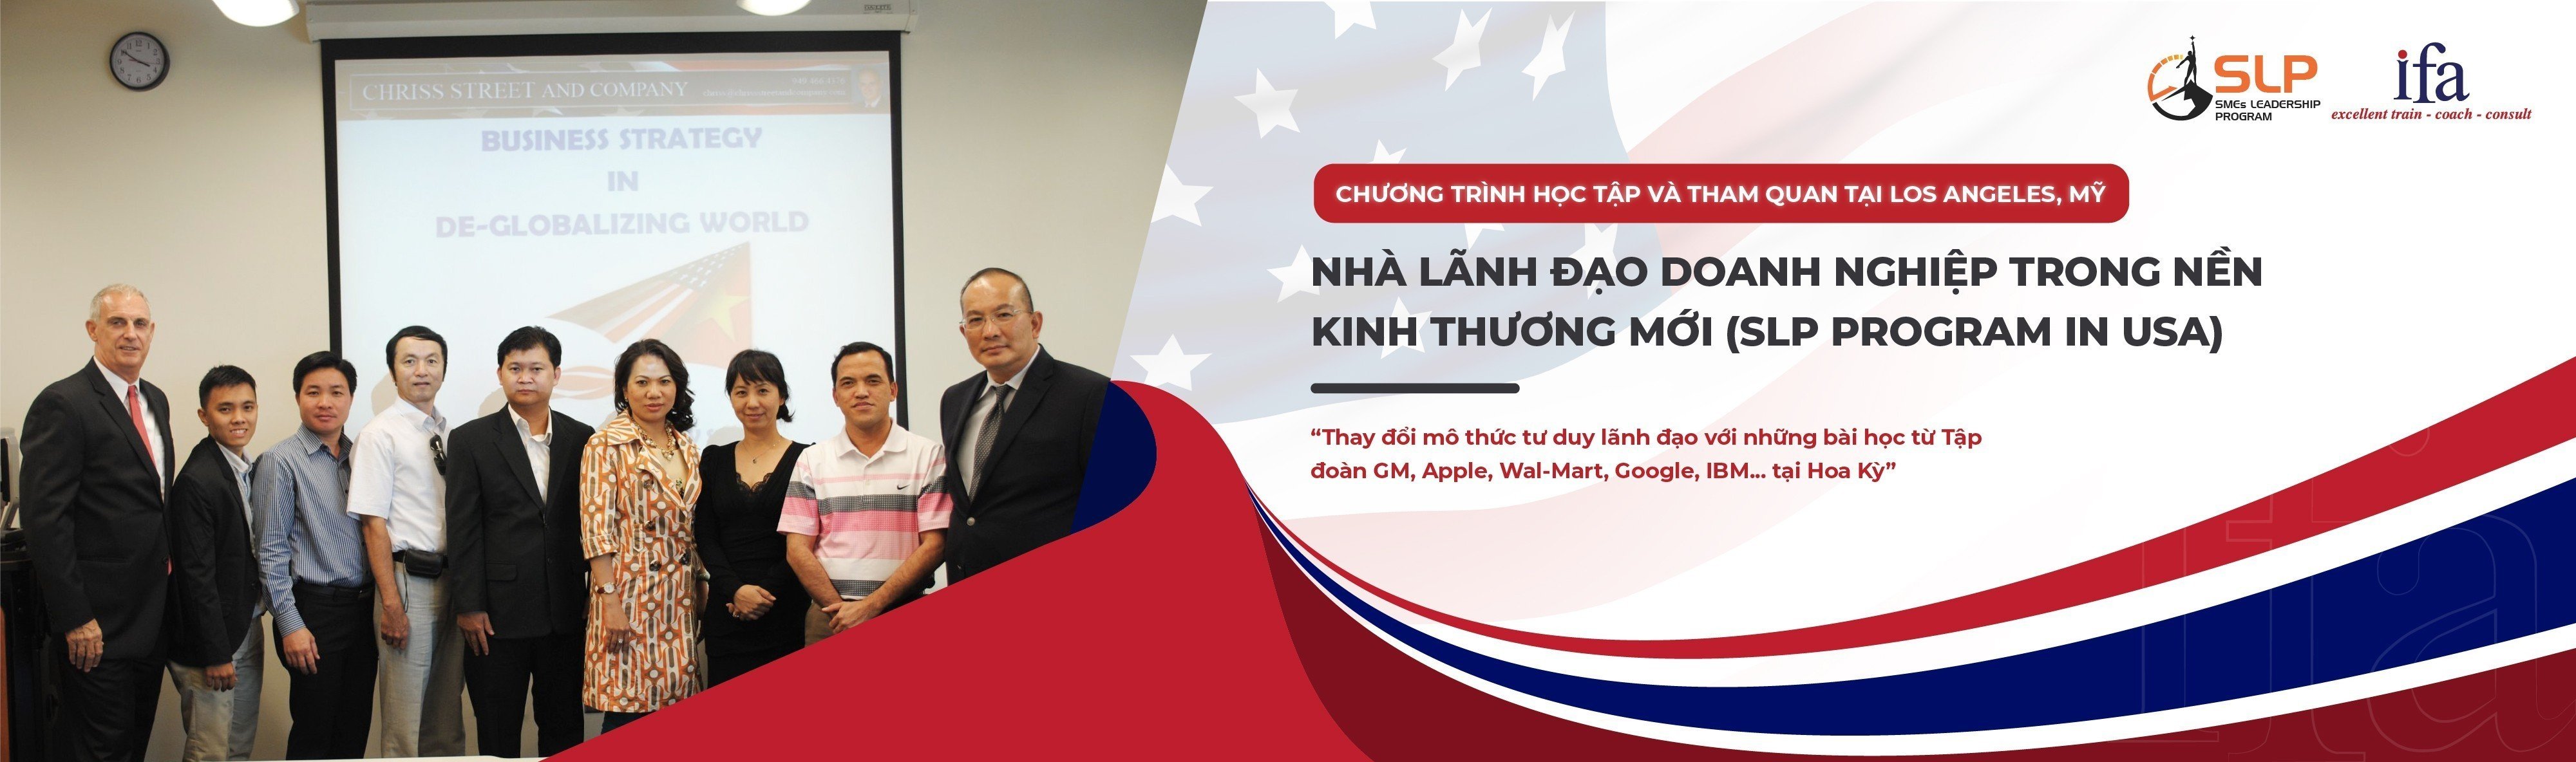 CHRISS STREET AND COMPANY
BUSINESS STRATEGY
IN
DE-GLOBALIZING WORLD
SLP
SMEs LEADERSHIP
PROGRAM
ifa
excellent train - coach - consult
CHƯƠNG TRÌNH HỌC TẬP VÀ THAM QUAN TẠI LOS ANGELES, MỸ
NHÀ LÃNH ĐẠO DOANH NGHIỆP TRONG NỀN
KINH THƯƠNG MỚI (SLP PROGRAM IN USA)
“Thay đổi mô thức tư duy lãnh đạo với những bài học từ Tập
đoàn GM, Apple, Wal-Mart, Google, IBM... tại Hoa Kỳ”
ifa